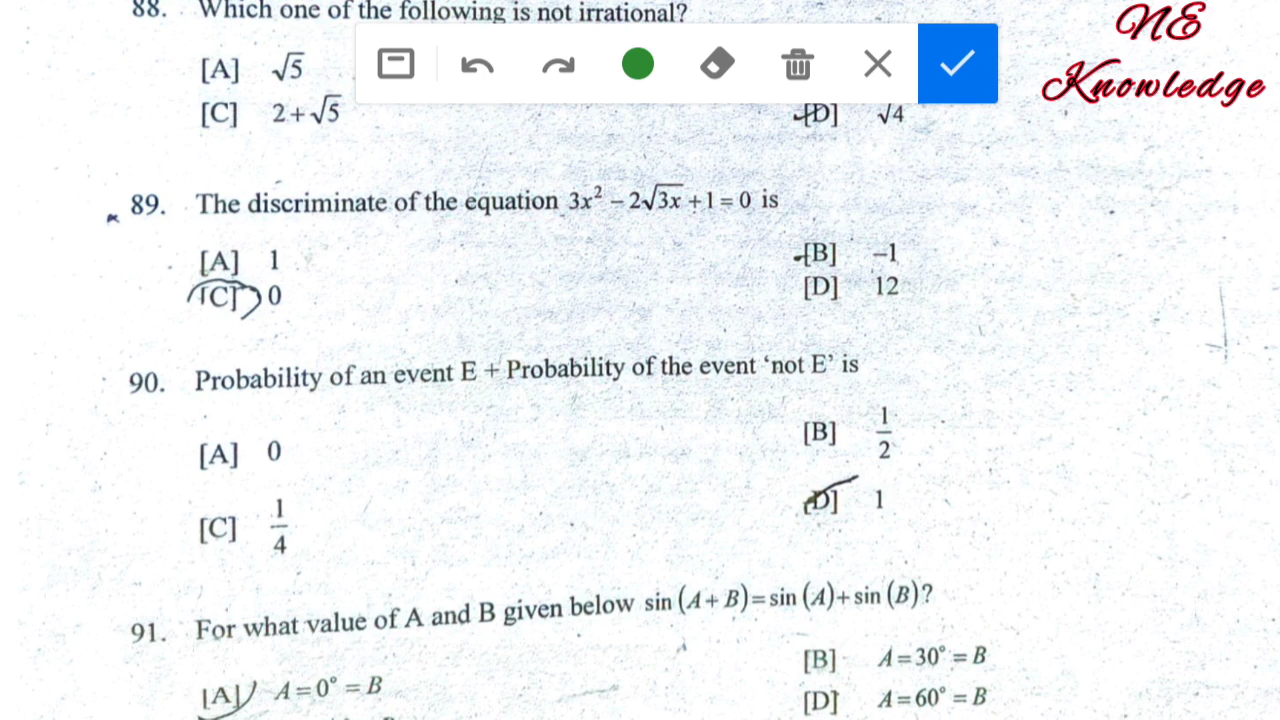 88. Which one of the following is not irrational?
[A] √5
[C] 2+√5
[D] √4
NE
Knowledge
89. The discriminate of the equation 3x² – 2√3x + 1 = 0 is
[A] 1
[B] –1
[C] 0
[D] 12
90. Probability of an event E + Probability of the event ‘not E’ is
[A] 0
[B] 1/2
[C] 1/4
[D] 1
91. For what value of A and B given below sin (A+B)=sin (A)+sin (B)?
[A] A=0° = B
[B] A=30° = B
[D] A=60° = B